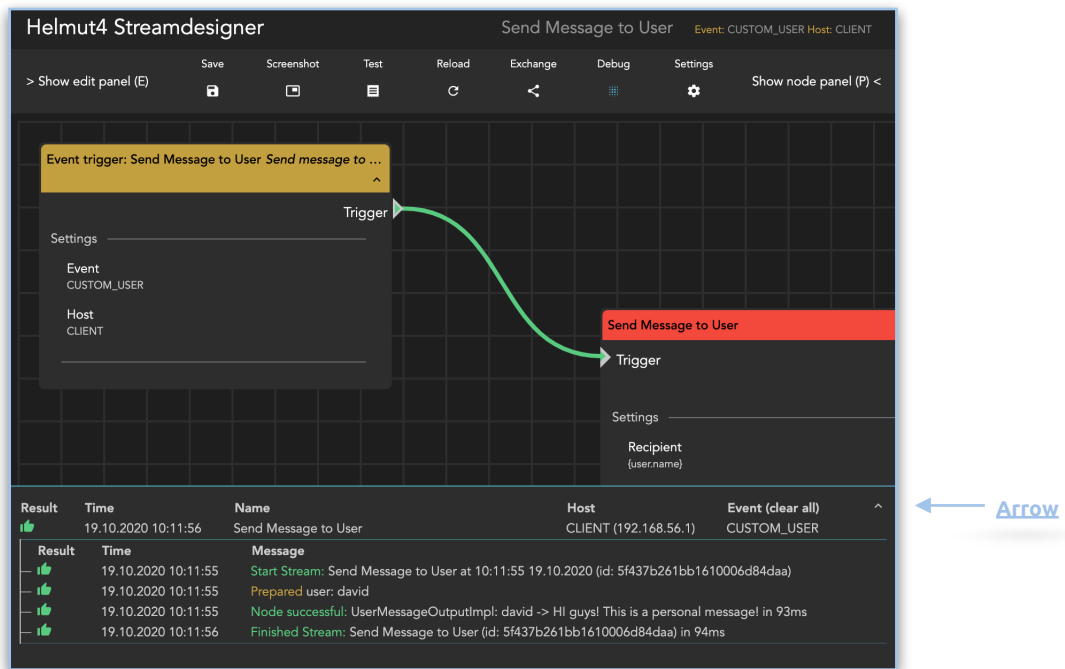 Helmut4 Streamdesigner
Send Message to User Event: CUSTOM_USER Host: CLIENT
> Show edit panel (E)
Save Screenshot Test Reload Exchange Debug Settings
Show node panel (P) <
Event trigger: Send Message to User Send message to ...
Trigger
Settings
Event
CUSTOM_USER
Host
CLIENT
Send Message to User
Trigger
Settings
Recipient
{user.name}
Result Time Name Host Event (clear all)
19.10.2020 10:11:56 Send Message to User CLIENT (192.168.56.1) CUSTOM_USER
Arrow
Result Time Message
19.10.2020 10:11:55 Start Stream: Send Message to User at 10:11:55 19.10.2020 (id: 5f437b261bb1610006d84daa)
19.10.2020 10:11:55 Prepared user: david
19.10.2020 10:11:56 Node successful: UserMessageOutputImpl: david -> HI guys! This is a personal message! in 93ms
19.10.2020 10:11:56 Finished Stream: Send Message to User (id: 5f437b261bb1610006d84daa) in 94ms